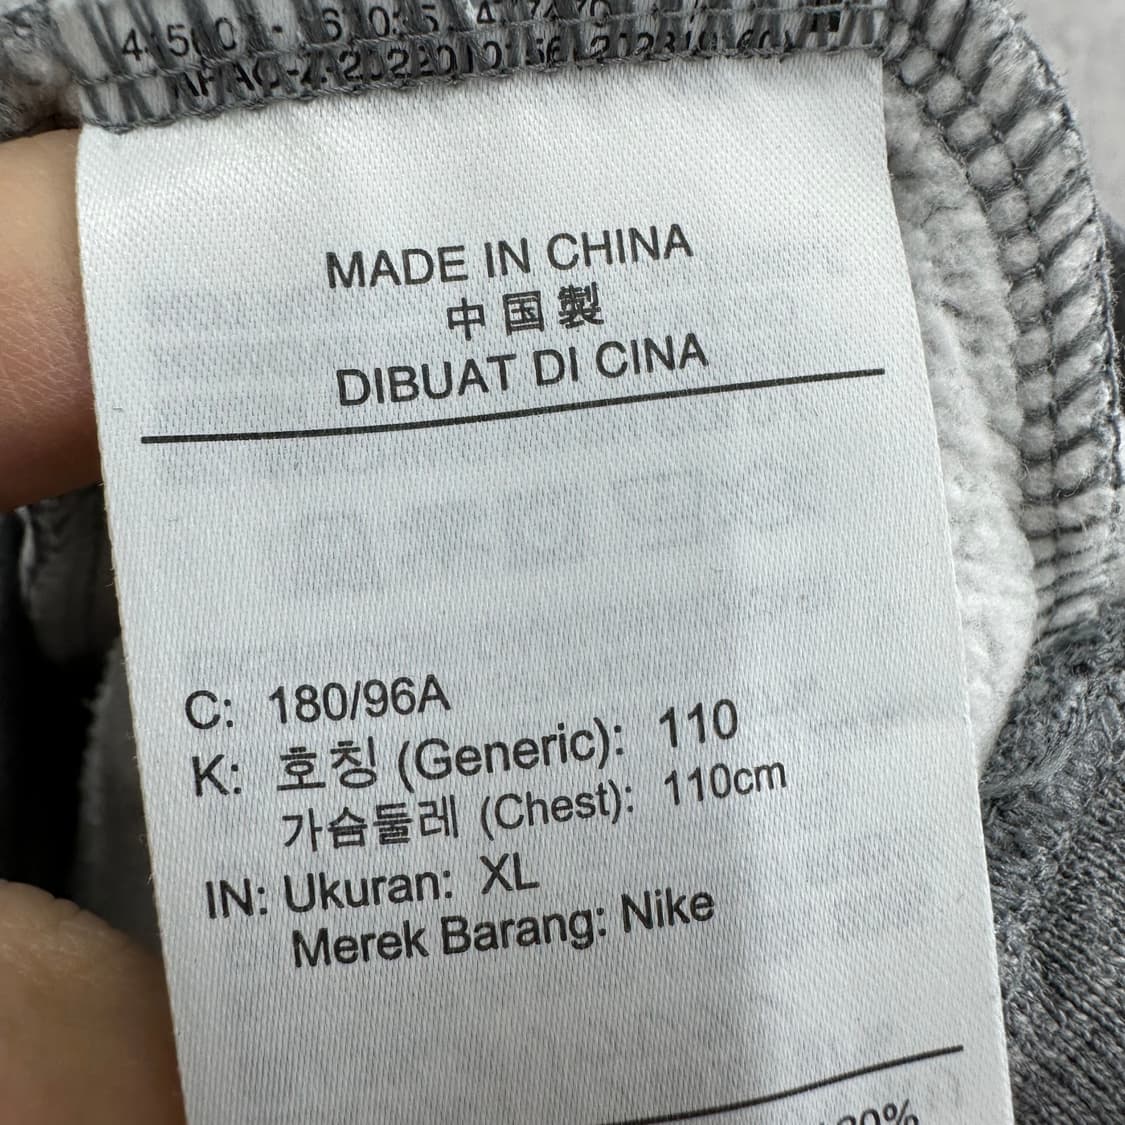 MADE IN CHINA
中国製
DIBUAT DI CINA
C: 180/96A
K: 호칭 (Generic): 110
가슴둘레 (Chest): 110cm
IN: Ukuran: XL
Merek Barang: Nike